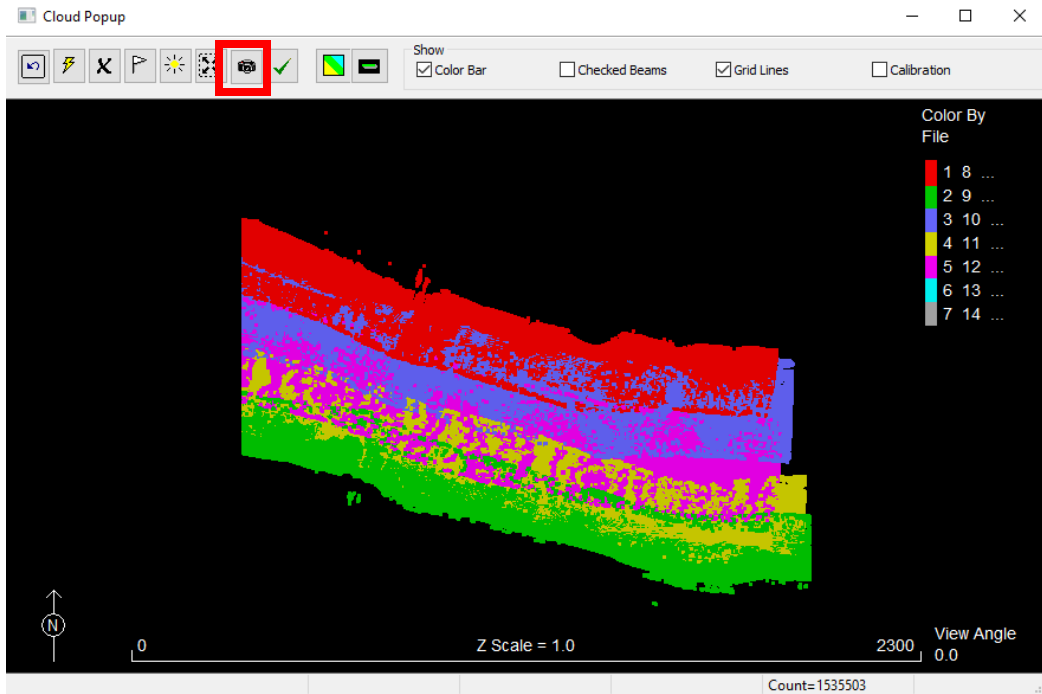 Cloud Popup
Show
Color Bar
Checked Beams
Grid Lines
Calibration
Color By
File
1 8 ...
2 9 ...
3 10 ...
4 11 ...
5 12 ...
6 13 ...
7 14 ...
N
0
Z Scale = 1.0
2300
View Angle
0.0
Count=1535503